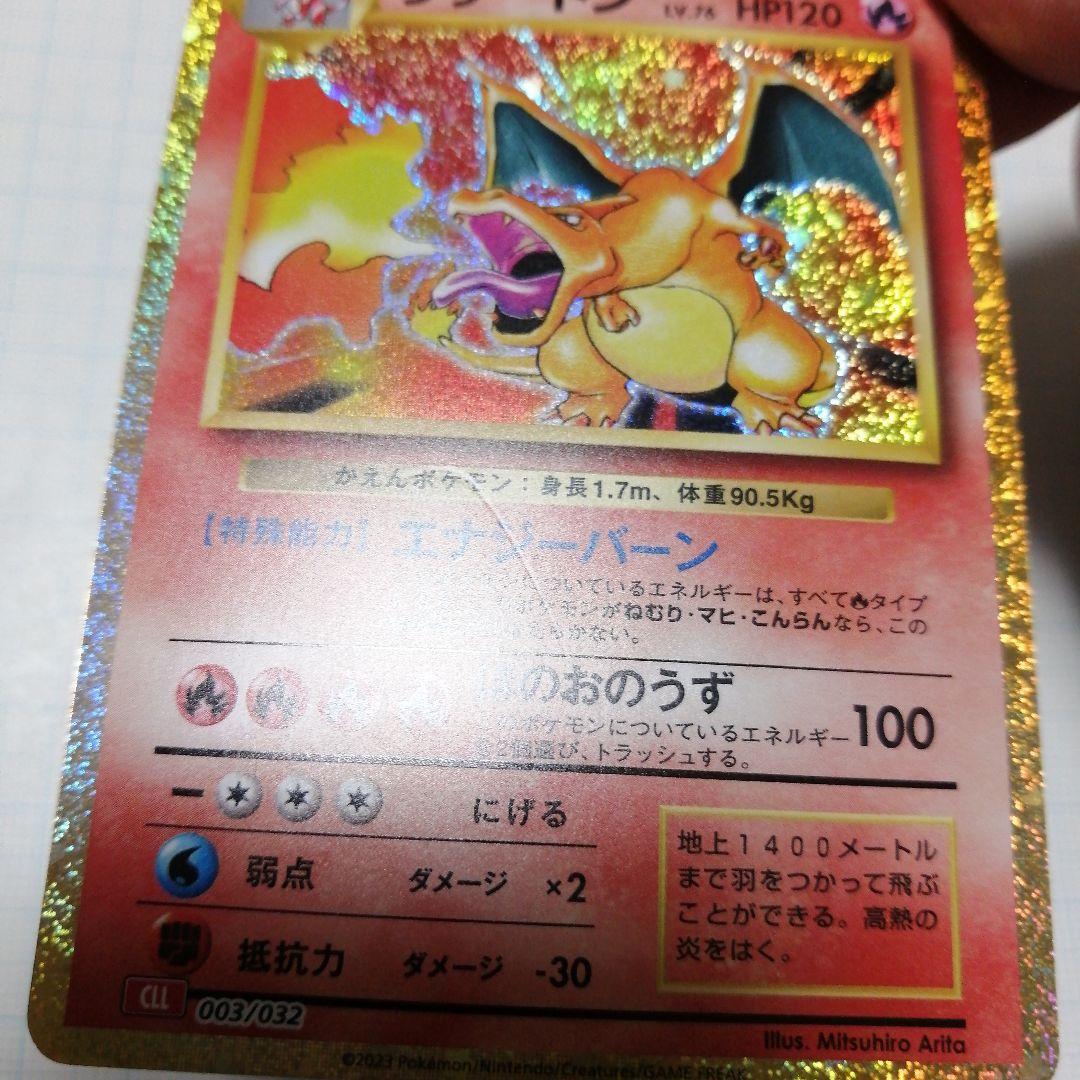 LV.76 HP120
かえんポケモン：身長1.7m、体重90.5Kg
【特殊能力】 エナジーバーン
ついているエネルギーは、すべて🔥タイプ
ポケモンがねむり・マヒ・こんらんなら、この
らかない。
ほのおのうず 100
このポケモンについているエネルギー
を2個選び、トラッシュする。
にげる
弱点 ダメージ ×2
抵抗力 ダメージ -30
地上1400メートル
まで羽をつかって飛ぶ
ことができる。高熱の
炎をはく。
CLL 003/032
Illus. Mitsuhiro Arita
©2023 Pokémon/Nintendo/Creatures/GAME FREAK